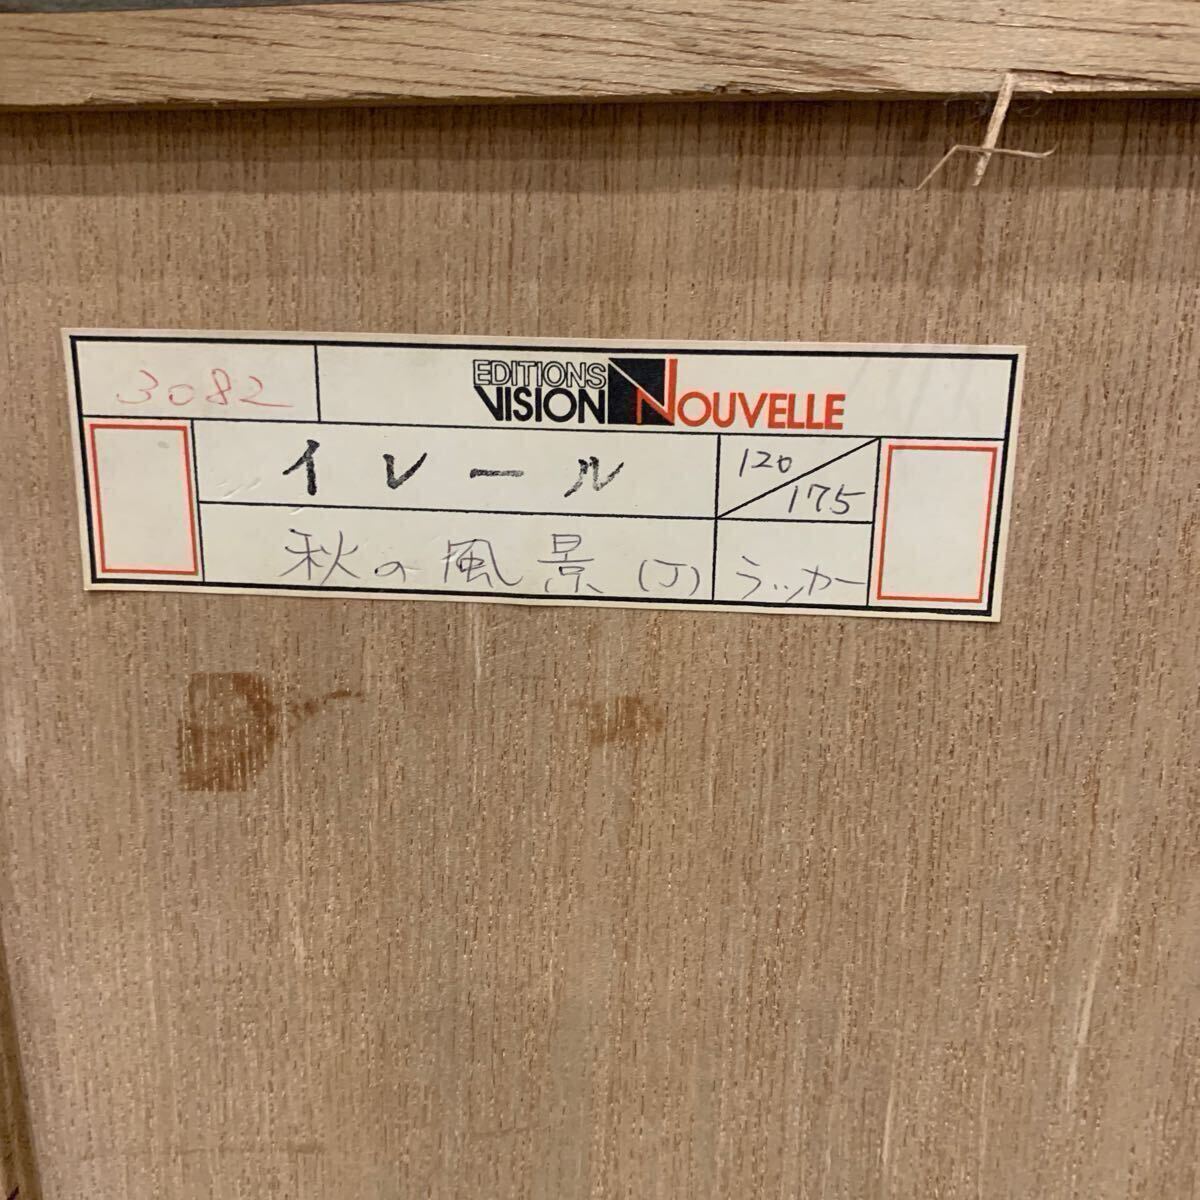 3082
EDITIONS
VISION NOUVELLE
イレール
120/175
秋の風景(J)
ラッカー